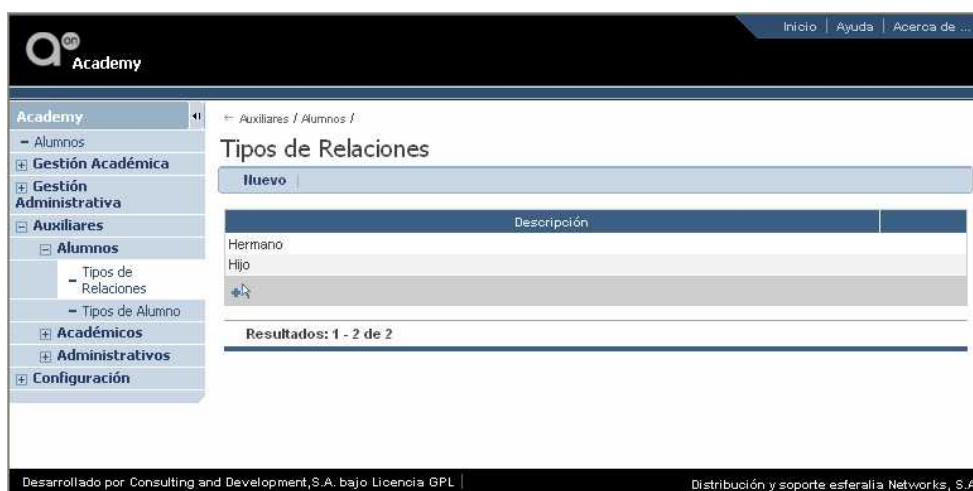 Inicio | Ayuda | Acerca de ...
on
Academy
Academy
← Auxiliares / Alumnos /
Alumnos
Tipos de Relaciones
Gestión Académica
Nuevo
Gestión
Administrativa
Auxiliares
Descripción
Alumnos
Hermano
Hijo
Tipos de
Relaciones
Tipos de Alumno
Académicos
Resultados: 1 - 2 de 2
Administrativos
Configuración
Desarrollado por Consulting and Development,S.A. bajo Licencia GPL |
Distribución y soporte esferalia Networks, S.A